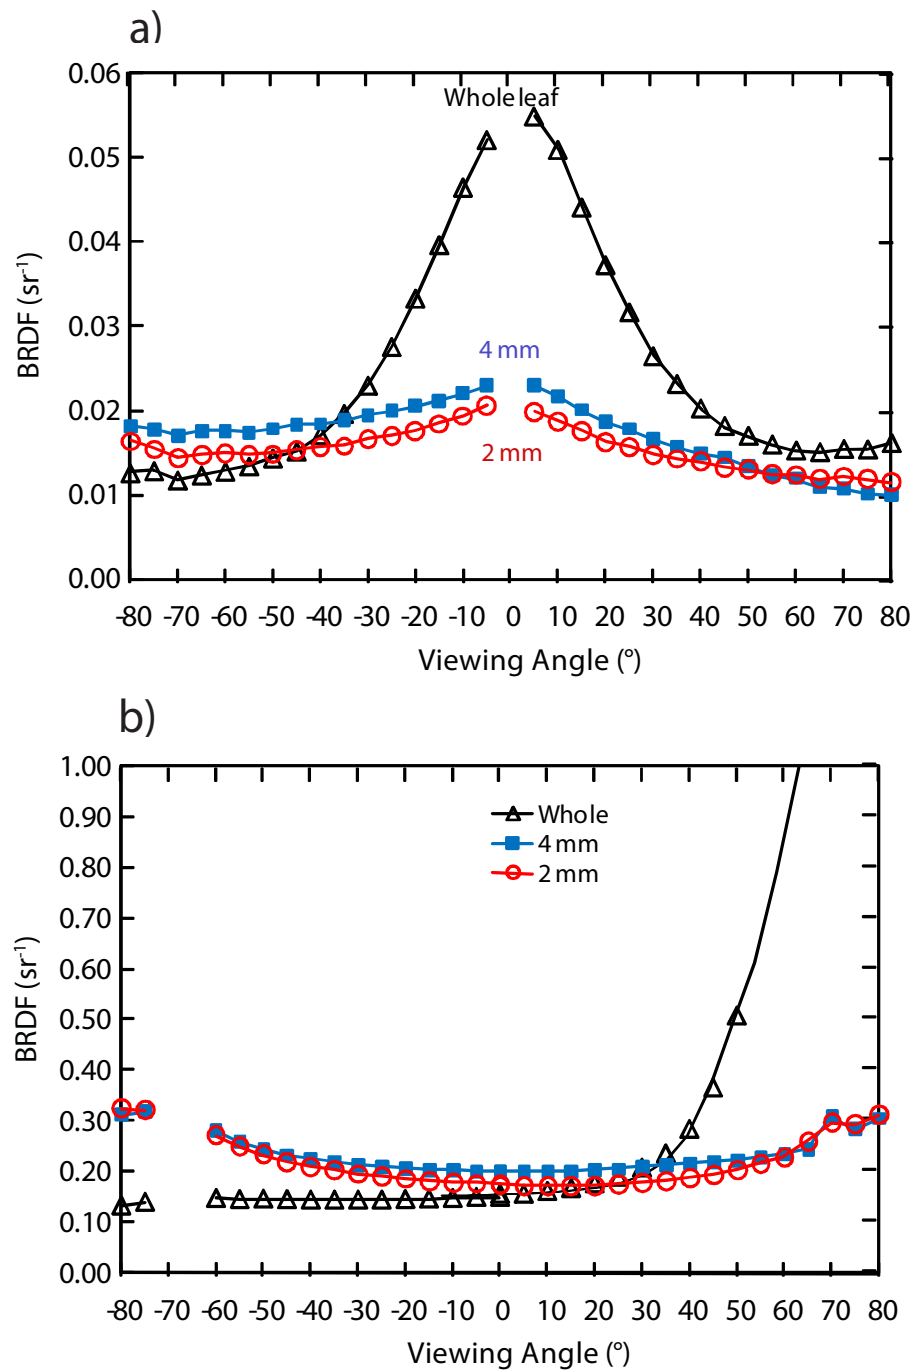 a)
0.06
0.05
0.04
0.03
0.02
0.01
0.00
BRDF (sr⁻¹)
Whole leaf
4 mm
2 mm
-80 -70 -60 -50 -40 -30 -20 -10 0 10 20 30 40 50 60 70 80
Viewing Angle (°)
b)
1.00
0.90
0.80
0.70
0.60
0.50
0.40
0.30
0.20
0.10
0.00
BRDF (sr⁻¹)
Whole
4 mm
2 mm
-80 -70 -60 -50 -40 -30 -20 -10 0 10 20 30 40 50 60 70 80
Viewing Angle (°)